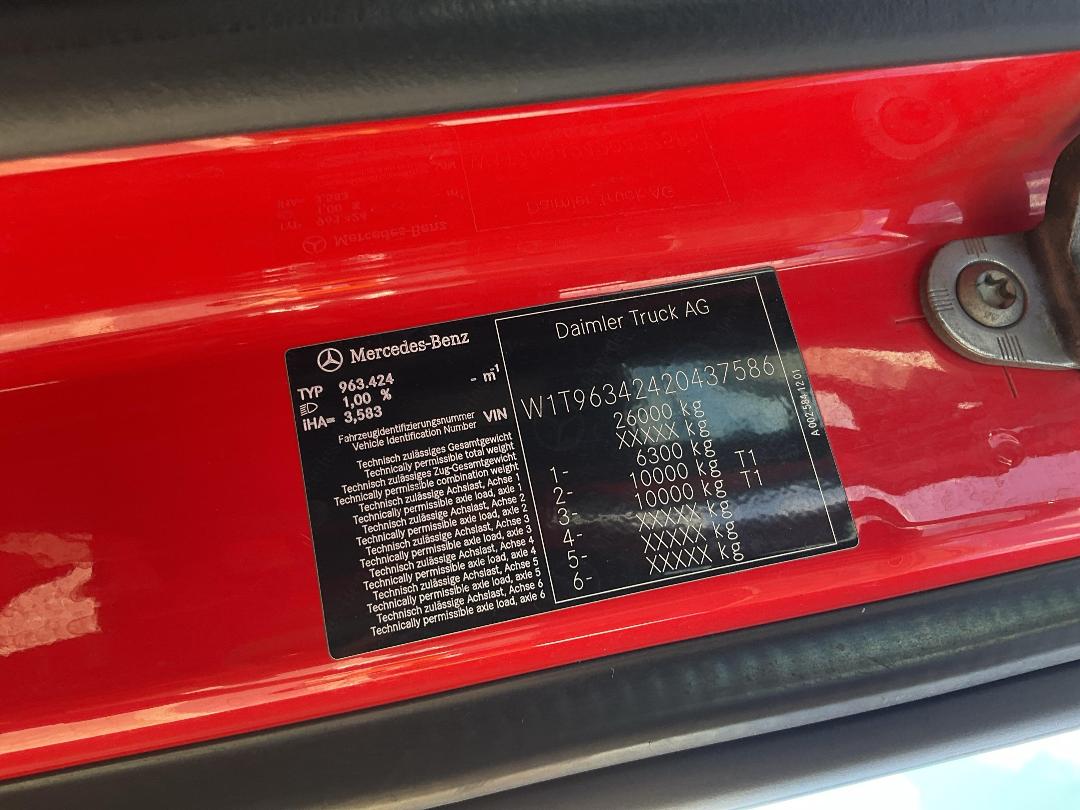 Mercedes-Benz
TYP 963.424 - m⁻¹
1,00 %
iHA= 3,583
Fahrzeugidentifizierungsnummer
Vehicle Identification Number VIN
Technisch zulässiges Gesamtgewicht
Technically permissible total weight
Technisch zulässiges Zug-Gesamtgewicht
Technically permissible combination weight
Technisch zulässige Achslast, Achse 1
Technically permissible axle load, axle 1
Technisch zulässige Achslast, Achse 2
Technically permissible axle load, axle 2
Technisch zulässige Achslast, Achse 3
Technically permissible axle load, axle 3
Technisch zulässige Achslast, Achse 4
Technically permissible axle load, axle 4
Technisch zulässige Achslast, Achse 5
Technically permissible axle load, axle 5
Technisch zulässige Achslast, Achse 6
Technically permissible axle load, axle 6
Daimler Truck AG
W1T96342420437586
26000 kg
XXXXX kg
1- 6300 kg
2- 10000 kg T1
3- 10000 kg T1
4- XXXXX kg
5- XXXXX kg
6- XXXXX kg
A 002 584 12 01